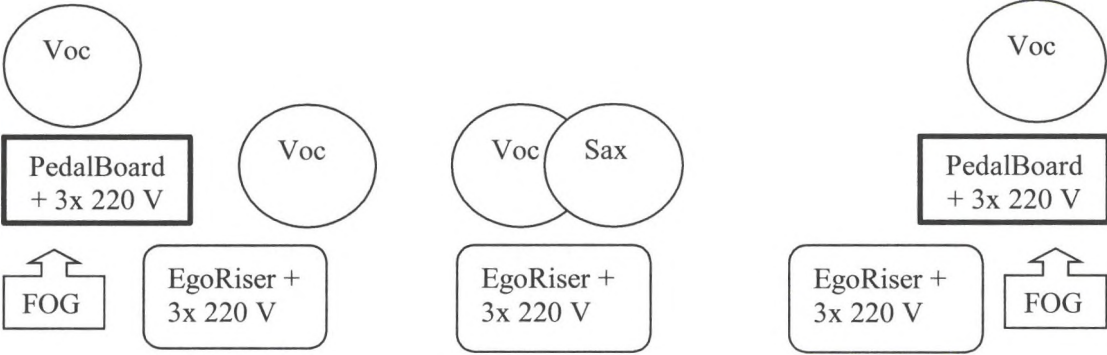 Voc
Voc
Voc
Voc
Sax
PedalBoard
+ 3x 220 V
PedalBoard
+ 3x 220 V
FOG
EgoRiser +
3x 220 V
EgoRiser +
3x 220 V
EgoRiser +
3x 220 V
FOG